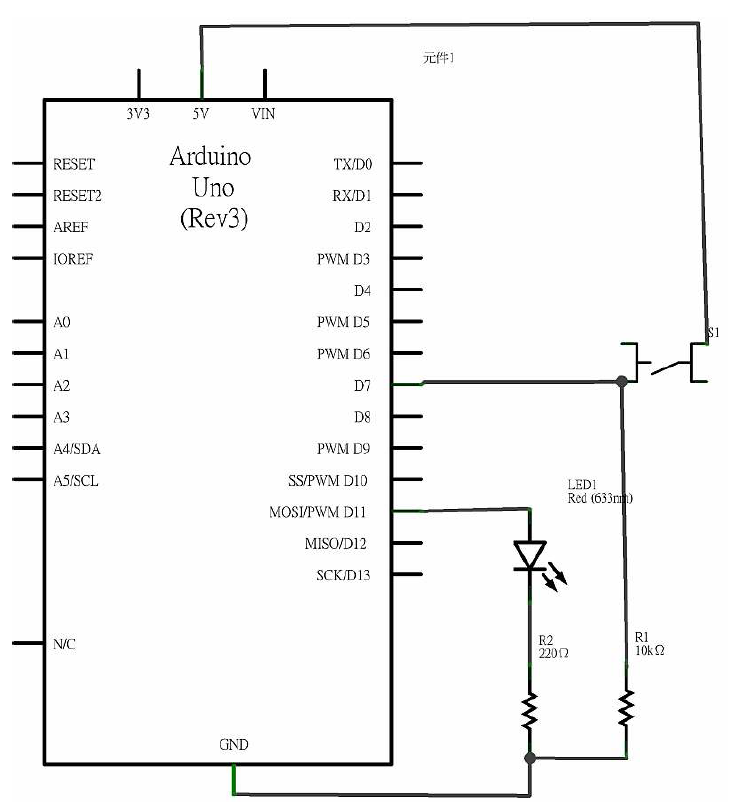 元件1
3V3
5V
VIN
Arduino
Uno
(Rev3)
RESET
RESET2
AREF
IOREF
A0
A1
A2
A3
A4/SDA
A5/SCL
N/C
TX/D0
RX/D1
D2
PWM D3
D4
PWM D5
PWM D6
D7
D8
PWM D9
SS/PWM D10
MOSI/PWM D11
MISO/D12
SCK/D13
GND
S1
LED1
Red (633nm)
R2
220Ω
R1
10kΩ